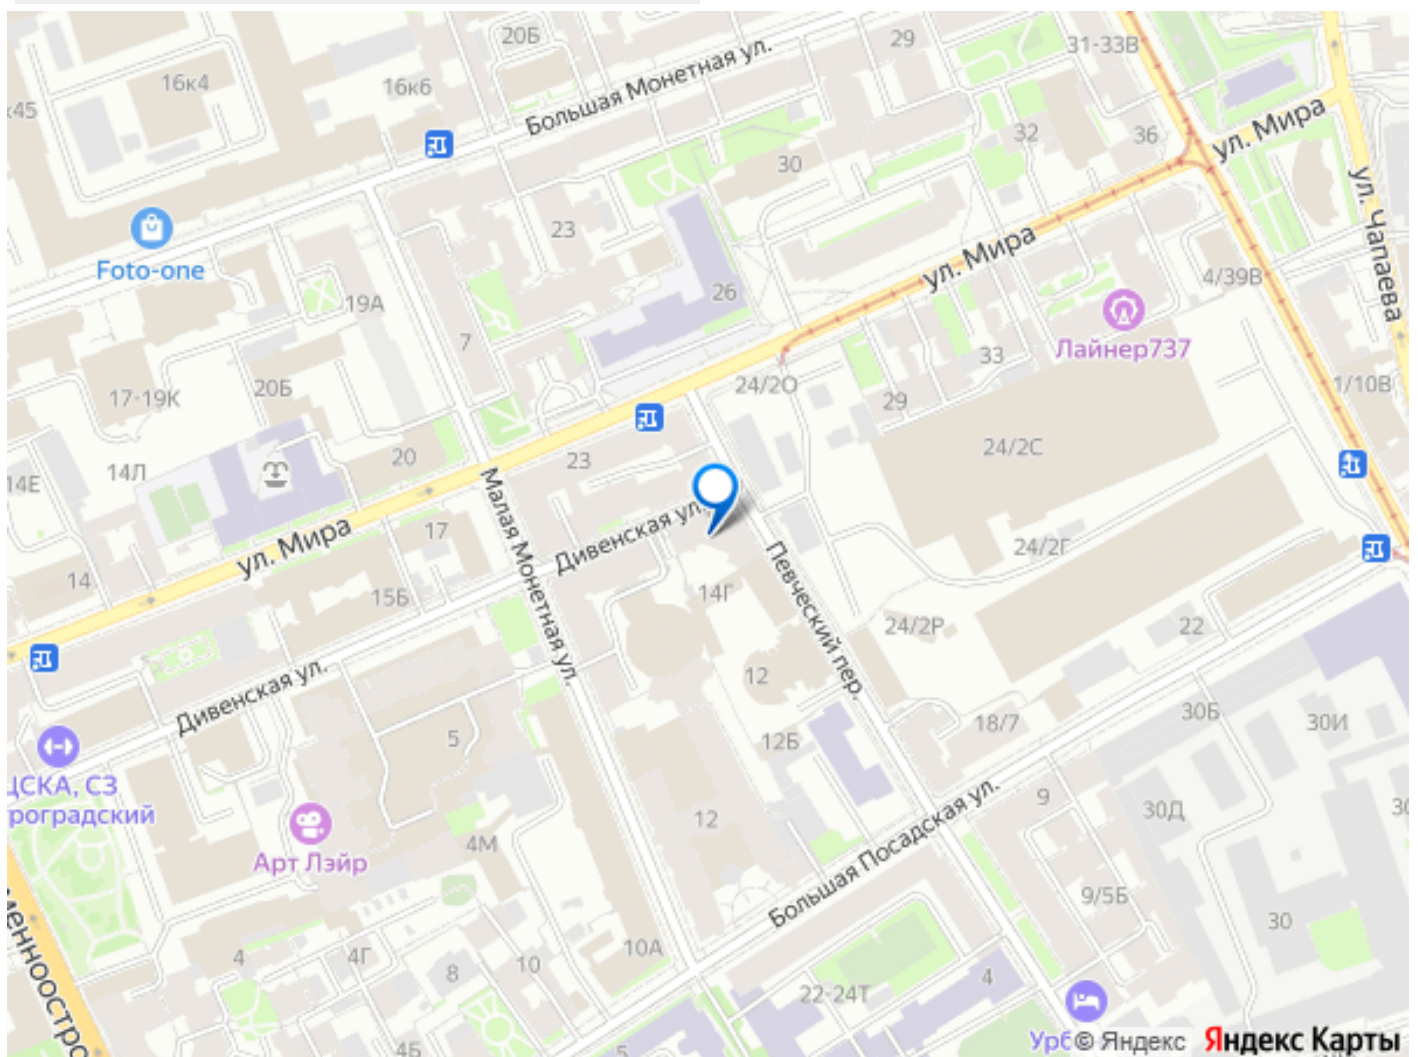 20Б
29
31-33В
16к4
16к6
к45
Большая Монетная ул.
32
36
ул. Мира
30
ул. Чапаева
23
ул. Мира
Foto-one
26
4/39В
19А
7
Лайнер737
33
24/2О
1/10В
17-19К
20Б
29
24/2С
20
23
14Л
14Е
Малая Монетная ул.
Дивенская ул.
ул. Мира
17
24/2Г
Певческий пер.
14
15Б
14Г
24/2Р
22
12
Дивенская ул.
18/7
30Б
30И
5
12Б
ЦСКА, СЗ
роградский
9
30Д
30
12
4М
Арт Лэйр
Большая Посадская ул.
9/5Б
30
менноостро
10А
4
4Г
8
10
22-24Т
4
4Б
5
Урб
© Яндекс
Яндекс Карты